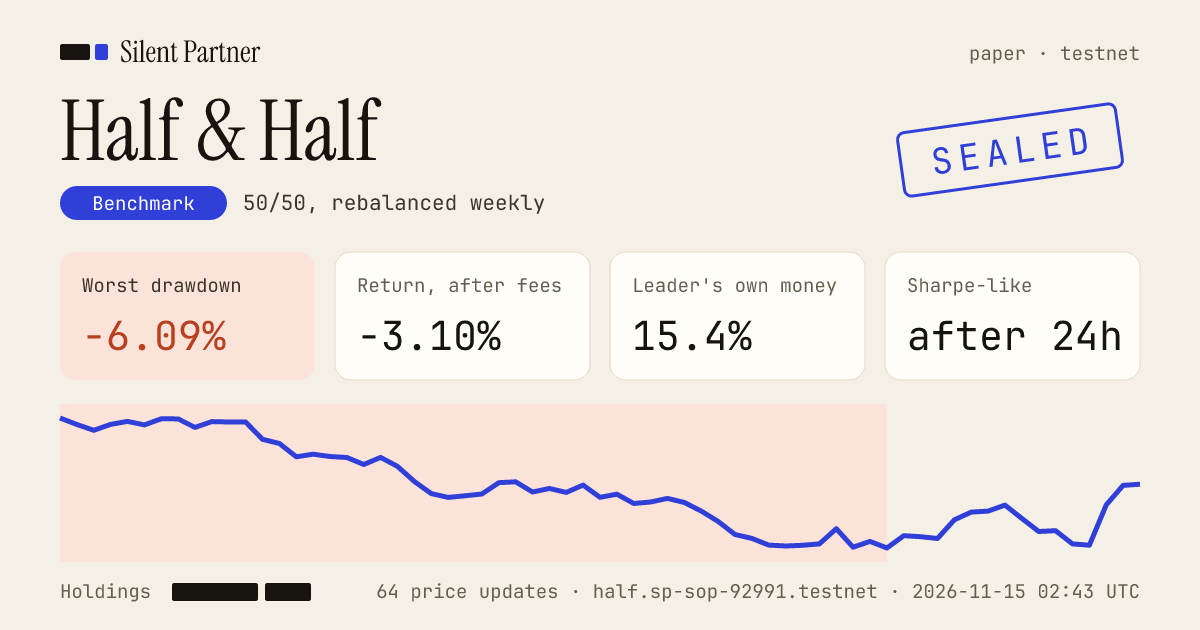 Silent Partner
paper · testnet
Half & Half
SEALED
Benchmark
50/50, rebalanced weekly
Worst drawdown
-6.09%
Return, after fees
-3.10%
Leader's own money
15.4%
Sharpe-like
after 24h
Holdings
64 price updates · half.sp-sop-92991.testnet · 2026-11-15 02:43 UTC